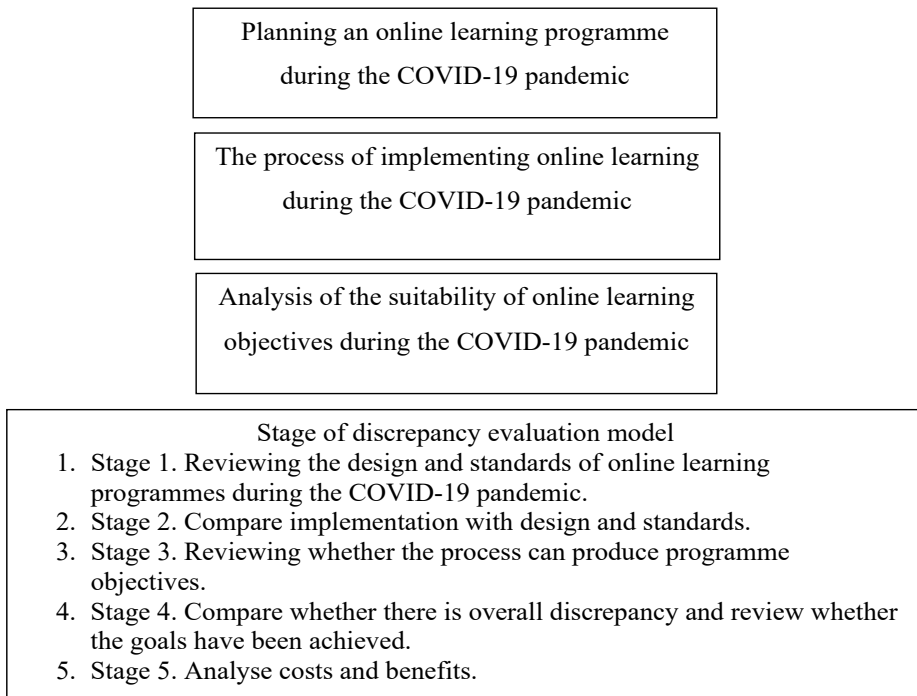 Planning an online learning programme
during the COVID-19 pandemic
The process of implementing online learning
during the COVID-19 pandemic
Analysis of the suitability of online learning
objectives during the COVID-19 pandemic
Stage of discrepancy evaluation model
1. Stage 1. Reviewing the design and standards of online learning
programmes during the COVID-19 pandemic.
2. Stage 2. Compare implementation with design and standards.
3. Stage 3. Reviewing whether the process can produce programme
objectives.
4. Stage 4. Compare whether there is overall discrepancy and review whether
the goals have been achieved.
5. Stage 5. Analyse costs and benefits.